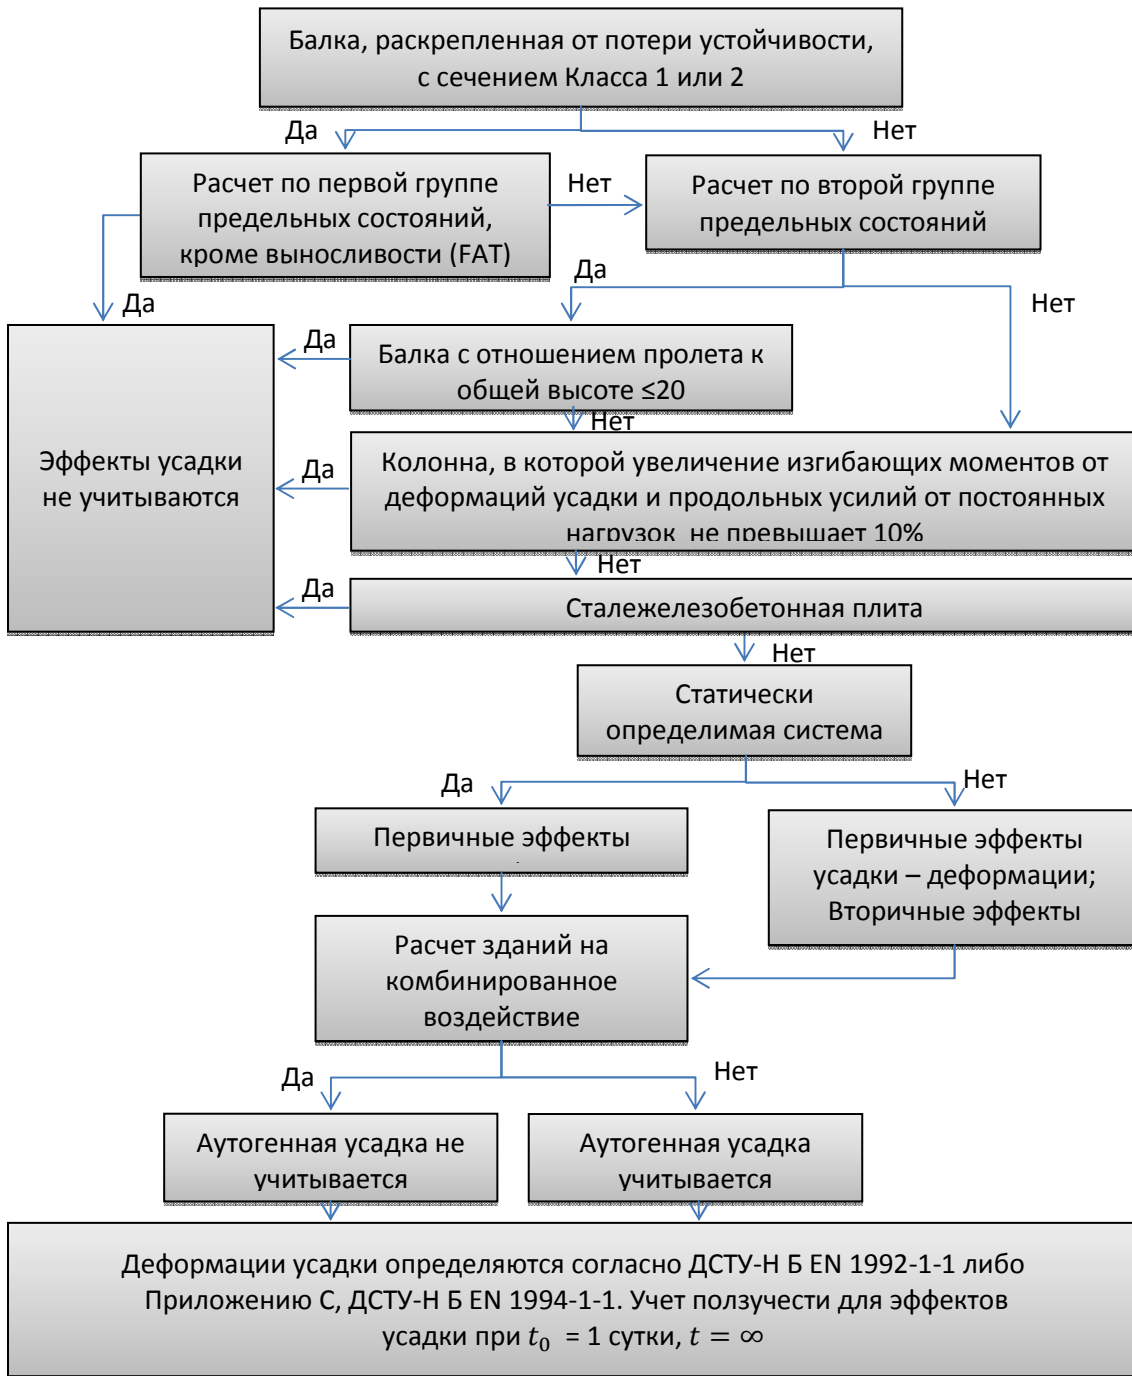 Балка, раскрепленная от потери устойчивости,
с сечением Класса 1 или 2
Да
Нет
Расчет по первой группе
предельных состояний,
кроме выносливости (FAT)
Нет
Расчет по второй группе
предельных состояний
Да
Да
Нет
Да
Балка с отношением пролета к
общей высоте ≤20
Нет
Эффекты усадки
не учитываются
Да
Колонна, в которой увеличение изгибающих моментов от
деформаций усадки и продольных усилий от постоянных
нагрузок не превышает 10%
Нет
Да
Сталежелезобетонная плита
Нет
Статически
определимая система
Да
Нет
Первичные эффекты
Первичные эффекты
усадки – деформации;
Вторичные эффекты
Расчет зданий на
комбинированное
воздействие
Да
Нет
Аутогенная усадка не
учитывается
Аутогенная усадка
учитывается
Деформации усадки определяются согласно ДСТУ-Н Б EN 1992-1-1 либо
Приложению С, ДСТУ-Н Б EN 1994-1-1. Учет ползучести для эффектов
усадки при t₀ = 1 сутки, t = ∞